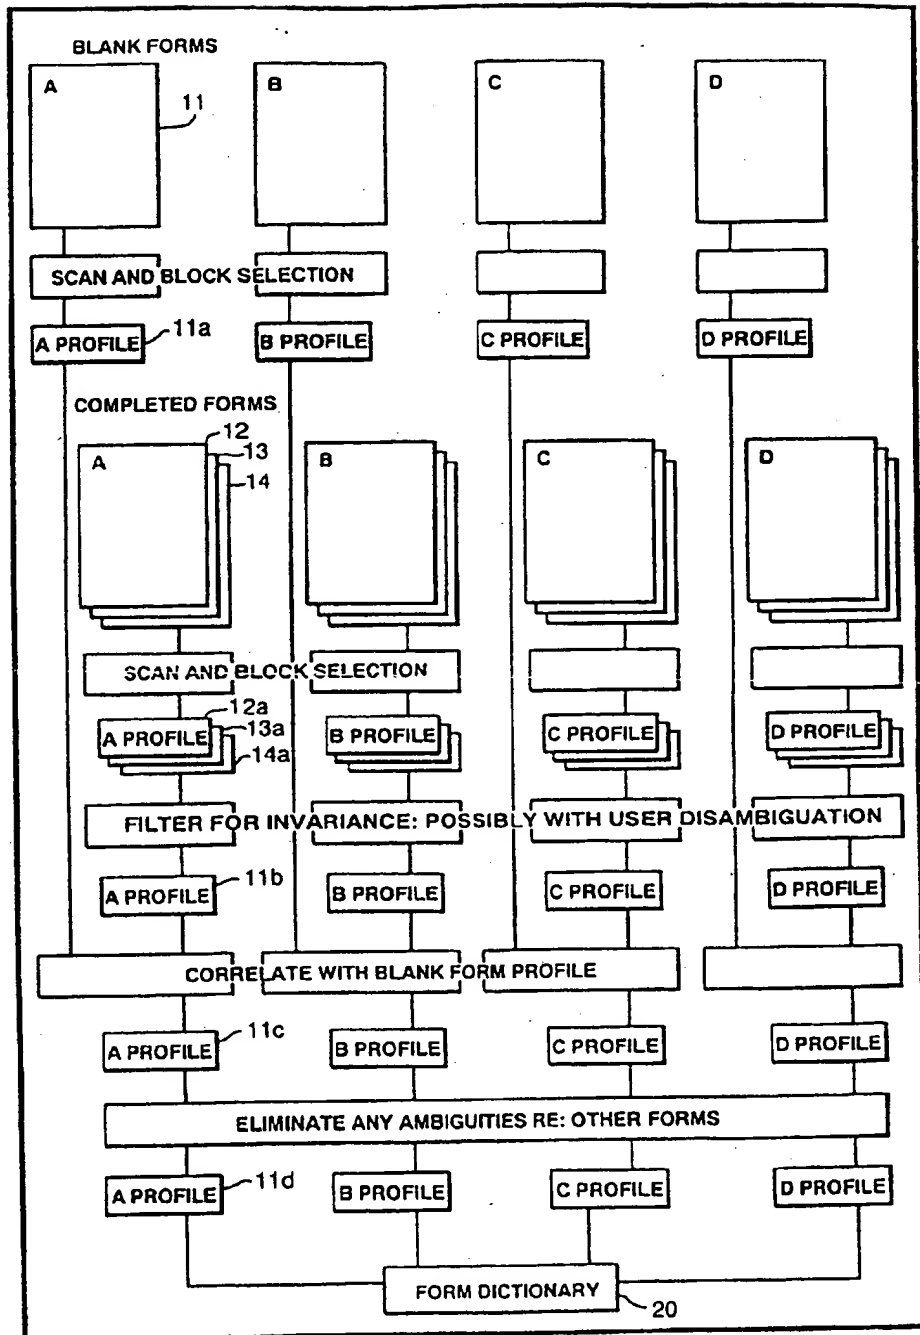 BLANK FORMS
A B C D
11
SCAN AND BLOCK SELECTION
A PROFILE 11a B PROFILE C PROFILE D PROFILE
COMPLETED FORMS
12
13
14
A B C D
SCAN AND BLOCK SELECTION
12a
13a
14a
A PROFILE B PROFILE C PROFILE D PROFILE
FILTER FOR INVARIANCE: POSSIBLY WITH USER DISAMBIGUATION
A PROFILE 11b B PROFILE C PROFILE D PROFILE
CORRELATE WITH BLANK FORM PROFILE
A PROFILE 11c B PROFILE C PROFILE D PROFILE
ELIMINATE ANY AMBIGUITIES RE: OTHER FORMS
A PROFILE 11d B PROFILE C PROFILE D PROFILE
FORM DICTIONARY
20